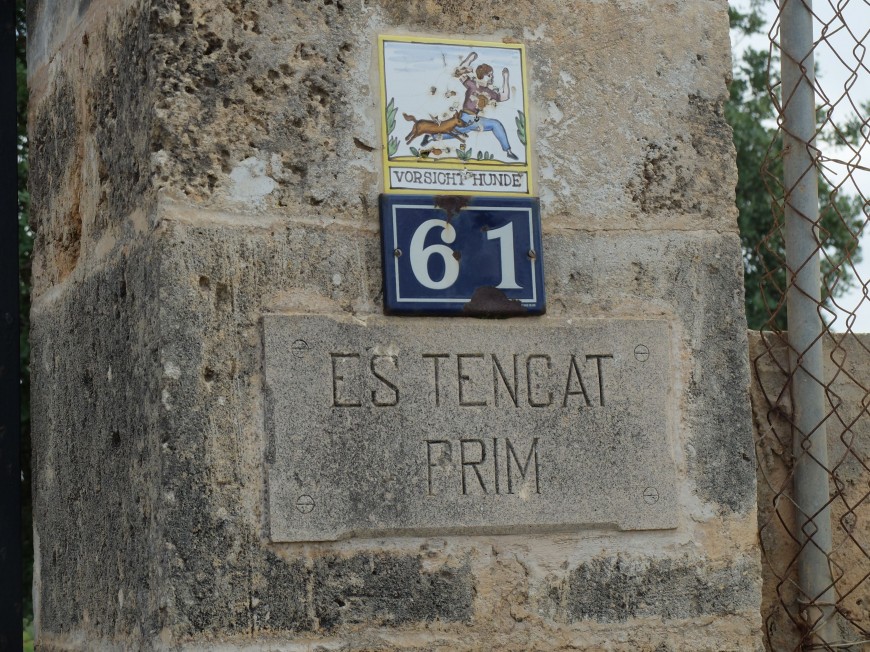 VORSICHT HUNDE
61
ES TENCAT
PRIM